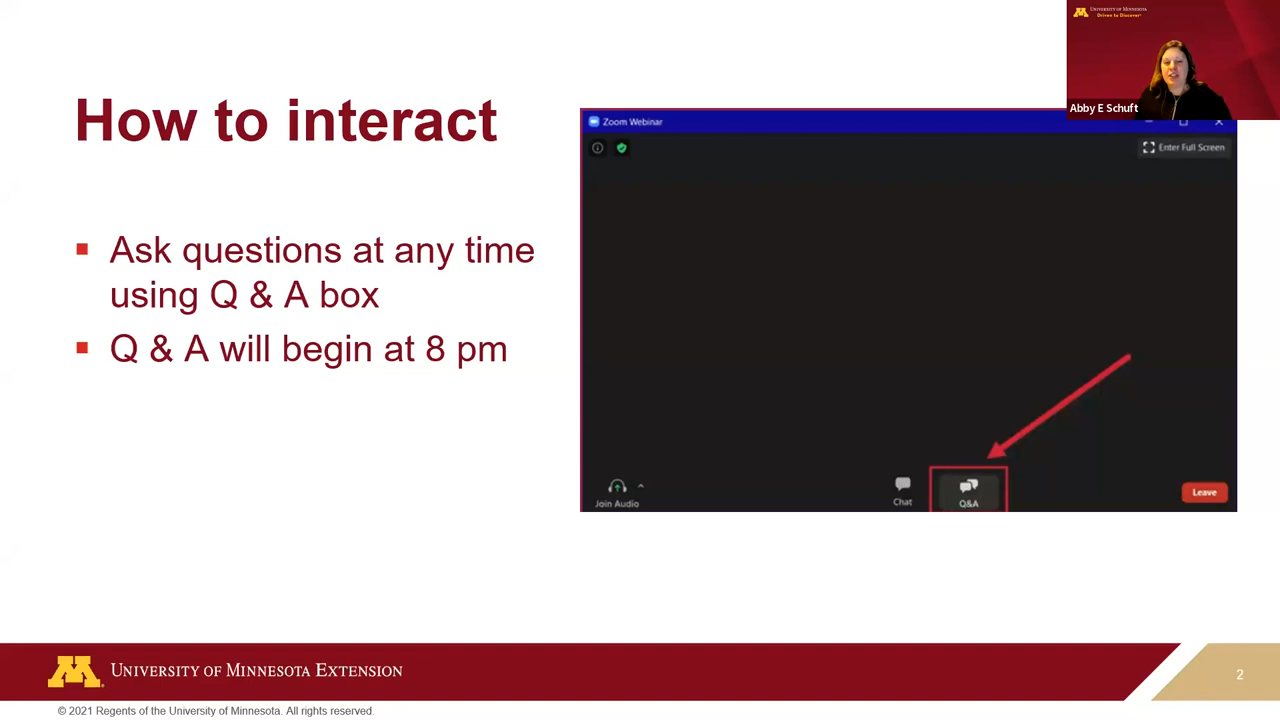 UNIVERSITY OF MINNESOTA
Driven to Discover®
Abby E Schuft
How to interact
Ask questions at any time
using Q & A box
Q & A will begin at 8 pm
Zoom Webinar
Enter Full Screen
Join Audio
Chat
Q&A
Leave
UNIVERSITY OF MINNESOTA EXTENSION
2
© 2021 Regents of the University of Minnesota. All rights reserved.